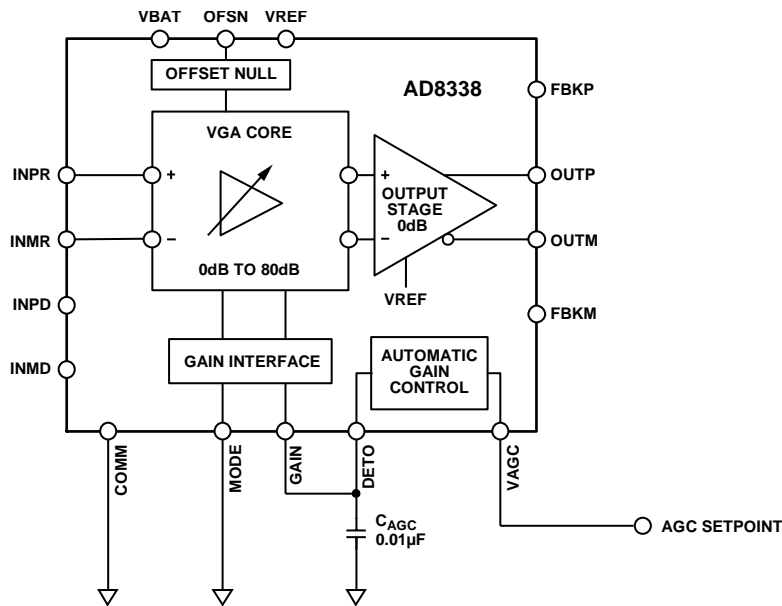 VBAT OFSN VREF
OFFSET NULL
AD8338
FBKP
VGA CORE
INPR
+
+
OUTPUT
STAGE
0dB
OUTP
INMR
−
−
OUTM
0dB TO 80dB
VREF
INPD
FBKM
INMD
GAIN INTERFACE
AUTOMATIC
GAIN
CONTROL
COMM
MODE
GAIN
DETO
VAGC
CAGC
0.01µF
AGC SETPOINT